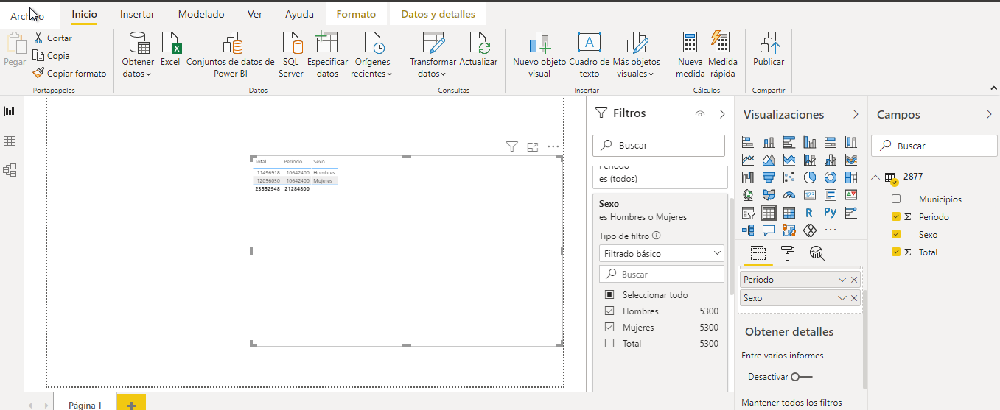 Archivo
Inicio
Insertar
Modelado
Ver
Ayuda
Formato
Datos y detalles
Pegar
Cortar
Copia
Copiar formato
Portapapeles
Obtener
datos
Excel
Conjuntos de datos de
Power BI
SQL
Server
Especificar
datos
Orígenes
recientes
Datos
Transformar
datos
Actualizar
Consultas
Nuevo objeto
visual
Cuadro de
texto
Más objetos
visuales
Insertar
Nueva
medida
Medida
rápida
Cálculos
Publicar
Compartir
Total Periodo Sexo
11496918 10642400 Hombres
12056030 10642400 Mujeres
23552948 21284800
Filtros
Buscar
Periodo
es (todos)
Sexo
es Hombres o Mujeres
Tipo de filtro
Filtrado básico
Buscar
Seleccionar todo
Hombres 5300
Mujeres 5300
Total 5300
Visualizaciones
123
R
Py
Periodo
Sexo
Obtener detalles
Entre varios informes
Desactivar
Mantener todos los filtros
Campos
Buscar
2877
Municipios
Σ Periodo
Sexo
Σ Total
Página 1
+